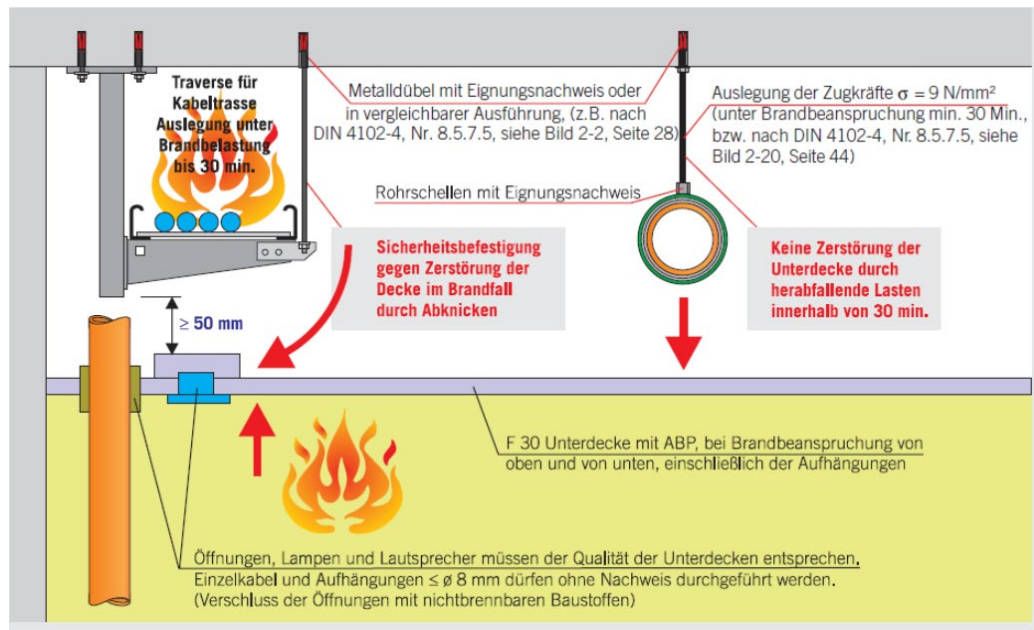 Traverse für
Kabeltrasse
Auslegung unter
Brandbelastung
bis 30 min.
Metalldübel mit Eignungsnachweis oder
in vergleichbarer Ausführung, (z.B. nach
DIN 4102-4, Nr. 8.5.7.5, siehe Bild 2-2, Seite 28)
Auslegung der Zugkräfte σ = 9 N/mm²
(unter Brandbeanspruchung min. 30 Min.,
bzw. nach DIN 4102-4, Nr. 8.5.7.5, siehe
Bild 2-20, Seite 44)
Rohrschellen mit Eignungsnachweis
Sicherheitsbefestigung
gegen Zerstörung der
Decke im Brandfall
durch Abknicken
Keine Zerstörung der
Unterdecke durch
herabfallende Lasten
innerhalb von 30 min.
≥ 50 mm
F 30 Unterdecke mit ABP, bei Brandbeanspruchung von
oben und von unten, einschließlich der Aufhängungen
Öffnungen, Lampen und Lautsprecher müssen der Qualität der Unterdecken entsprechen.
Einzelkabel und Aufhängungen ≤ ø 8 mm dürfen ohne Nachweis durchgeführt werden.
(Verschluss der Öffnungen mit nichtbrennbaren Baustoffen)